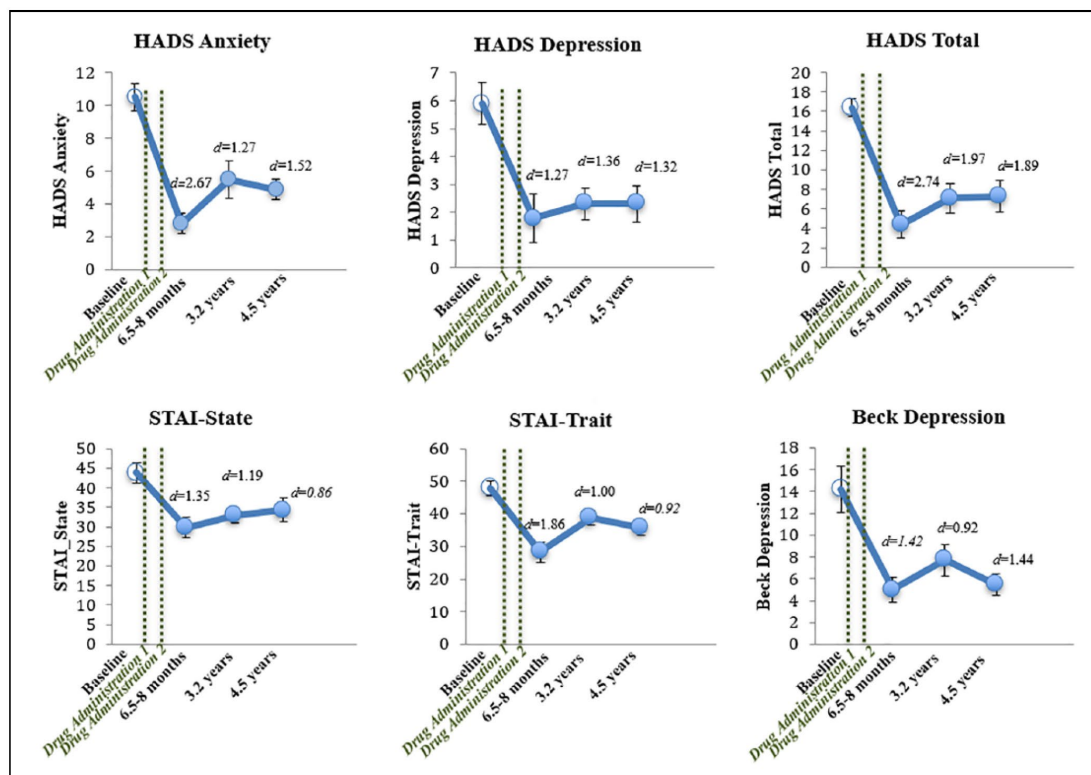 HADS Anxiety
HADS Anxiety
12
10
8
6
4
2
0
d=2.67
d=1.27
d=1.52
Baseline
Drug Administration 1
Drug Administration 2
6.5-8 months
3.2 years
4.5 years
HADS Depression
HADS Depression
7
6
5
4
3
2
1
0
d=1.27
d=1.36
d=1.32
Baseline
Drug Administration 1
Drug Administration 2
6.5-8 months
3.2 years
4.5 years
HADS Total
HADS Total
20
18
16
14
12
10
8
6
4
2
0
d=2.74
d=1.97
d=1.89
Baseline
Drug Administration 1
Drug Administration 2
6.5-8 months
3.2 years
4.5 years
STAI-State
STAI_State
50
45
40
35
30
25
20
15
10
5
0
d=1.35
d=1.19
d=0.86
Baseline
Drug Administration 1
Drug Administration 2
6.5-8 months
3.2 years
4.5 years
STAI-Trait
STAI-Trait
60
50
40
30
20
10
0
d=1.86
d=1.00
d=0.92
Baseline
Drug Administration 1
Drug Administration 2
6.5-8 months
3.2 years
4.5 years
Beck Depression
Beck Depression
18
16
14
12
10
8
6
4
2
0
d=1.42
d=0.92
d=1.44
Baseline
Drug Administration 1
Drug Administration 2
6.5-8 months
3.2 years
4.5 years